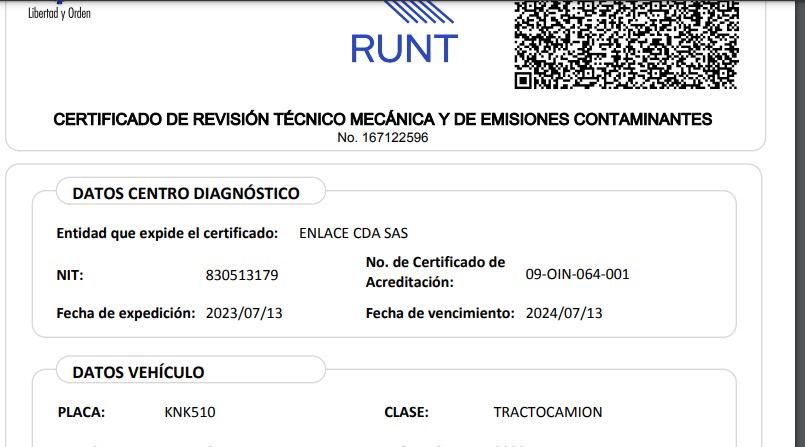 Libertad y Orden
RUNT
CERTIFICADO DE REVISIÓN TÉCNICO MECÁNICA Y DE EMISIONES CONTAMINANTES
No. 167122596
DATOS CENTRO DIAGNÓSTICO
Entidad que expide el certificado: ENLACE CDA SAS
NIT: 830513179
No. de Certificado de
Acreditación: 09-OIN-064-001
Fecha de expedición: 2023/07/13 Fecha de vencimiento: 2024/07/13
DATOS VEHÍCULO
PLACA: KNK510 CLASE: TRACTOCAMION